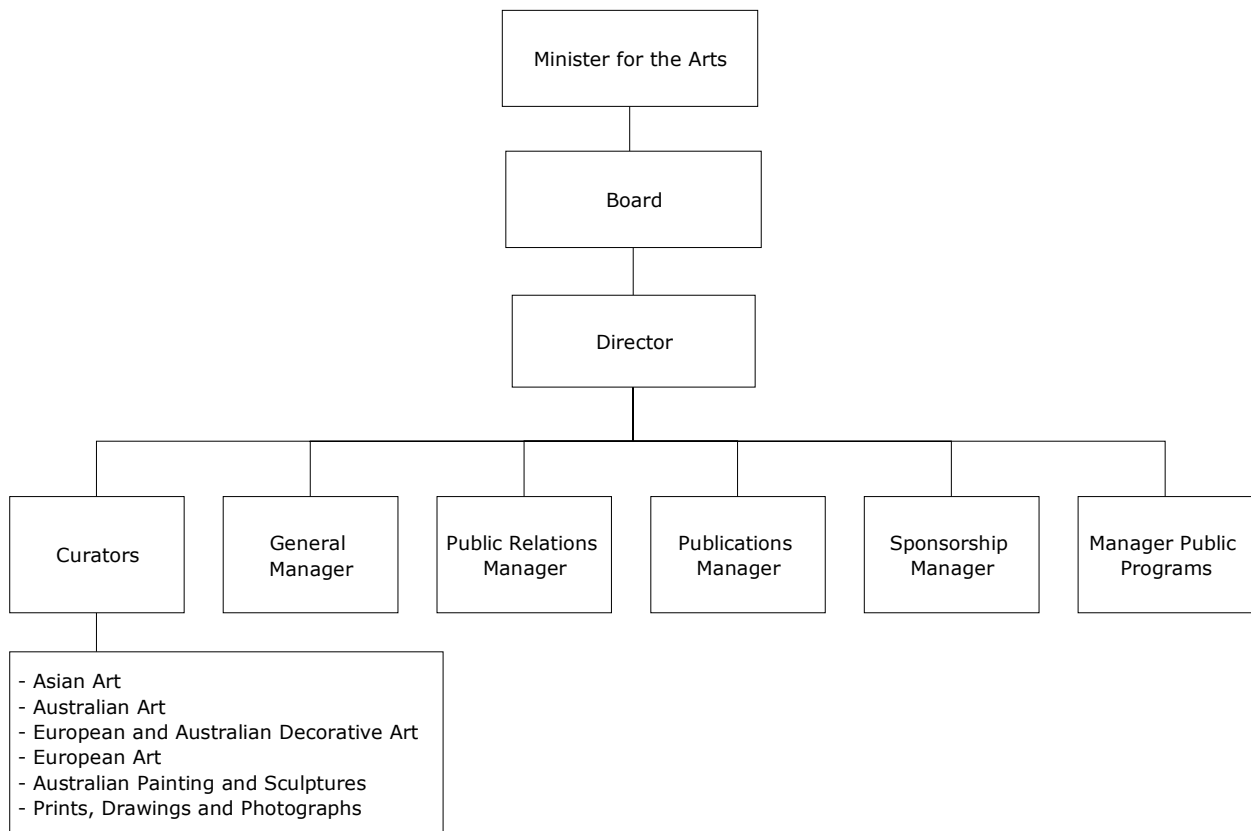 Minister for the Arts
Board
Director
Curators
General
Manager
Public Relations
Manager
Publications
Manager
Sponsorship
Manager
Manager Public
Programs
- Asian Art
- Australian Art
- European and Australian Decorative Art
- European Art
- Australian Painting and Sculptures
- Prints, Drawings and Photographs